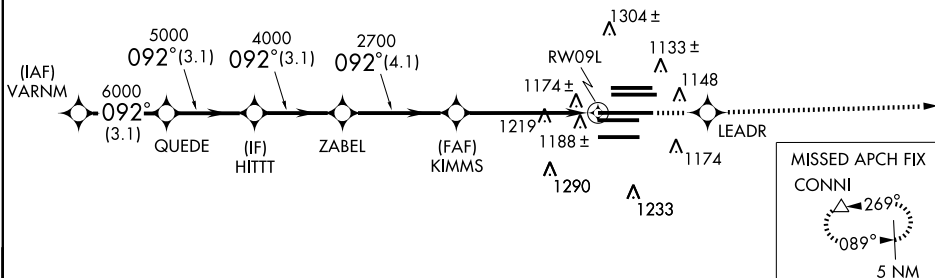 1304 ±
5000
092° (3.1)
4000
092° (3.1)
2700
092° (4.1)
RW09L
1133 ±
(IAF)
VARNM
6000
092°
(3.1)
1174 ±
1148
QUEDE
(IF)
HITTT
ZABEL
(FAF)
KIMMS
1219
1188 ±
LEADR
1174
1290
1233
MISSED APCH FIX
CONNI
269°
089°
5 NM